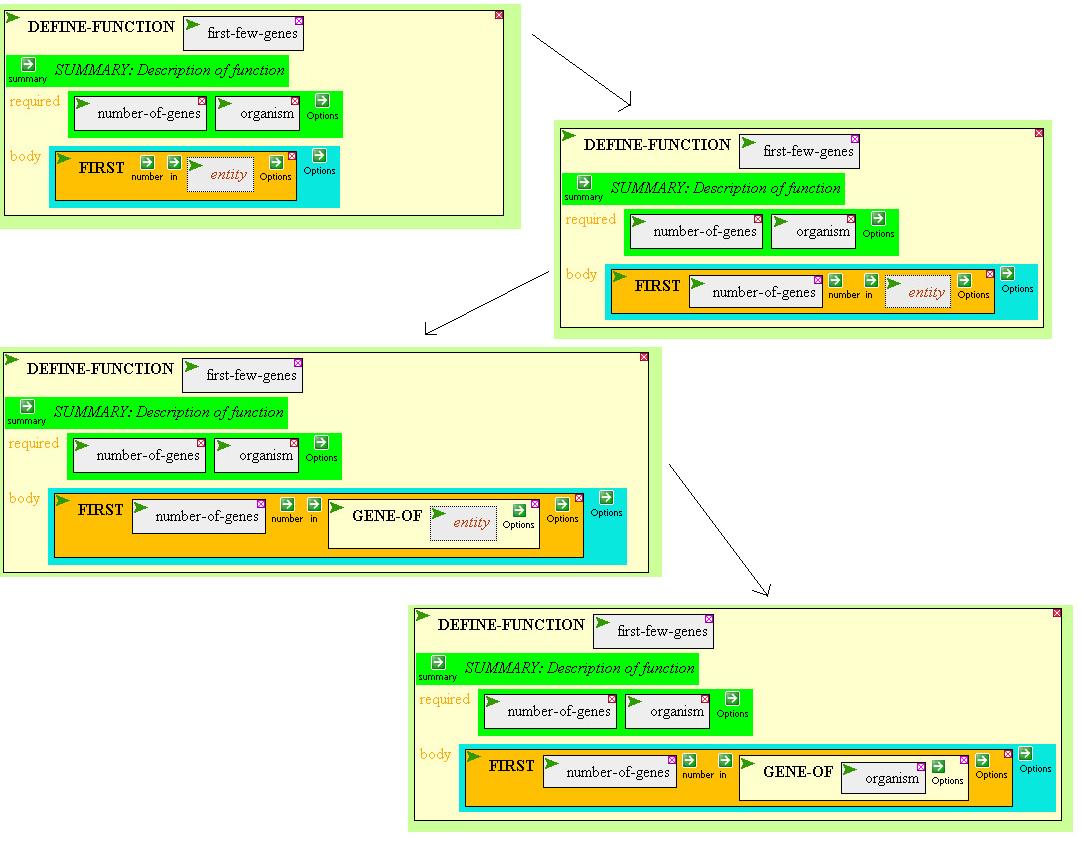 DEFINE-FUNCTION first-few-genes
summary SUMMARY: Description of function
required number-of-genes organism Options
body FIRST number in entity Options Options
DEFINE-FUNCTION first-few-genes
summary SUMMARY: Description of function
required number-of-genes organism Options
body FIRST number-of-genes number in entity Options Options
DEFINE-FUNCTION first-few-genes
summary SUMMARY: Description of function
required number-of-genes organism Options
body FIRST number-of-genes number in GENE-OF entity Options Options Options
DEFINE-FUNCTION first-few-genes
summary SUMMARY: Description of function
required number-of-genes organism Options
body FIRST number-of-genes number in GENE-OF organism Options Options Options